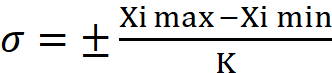 σ = ± (Xi max − Xi min) / K